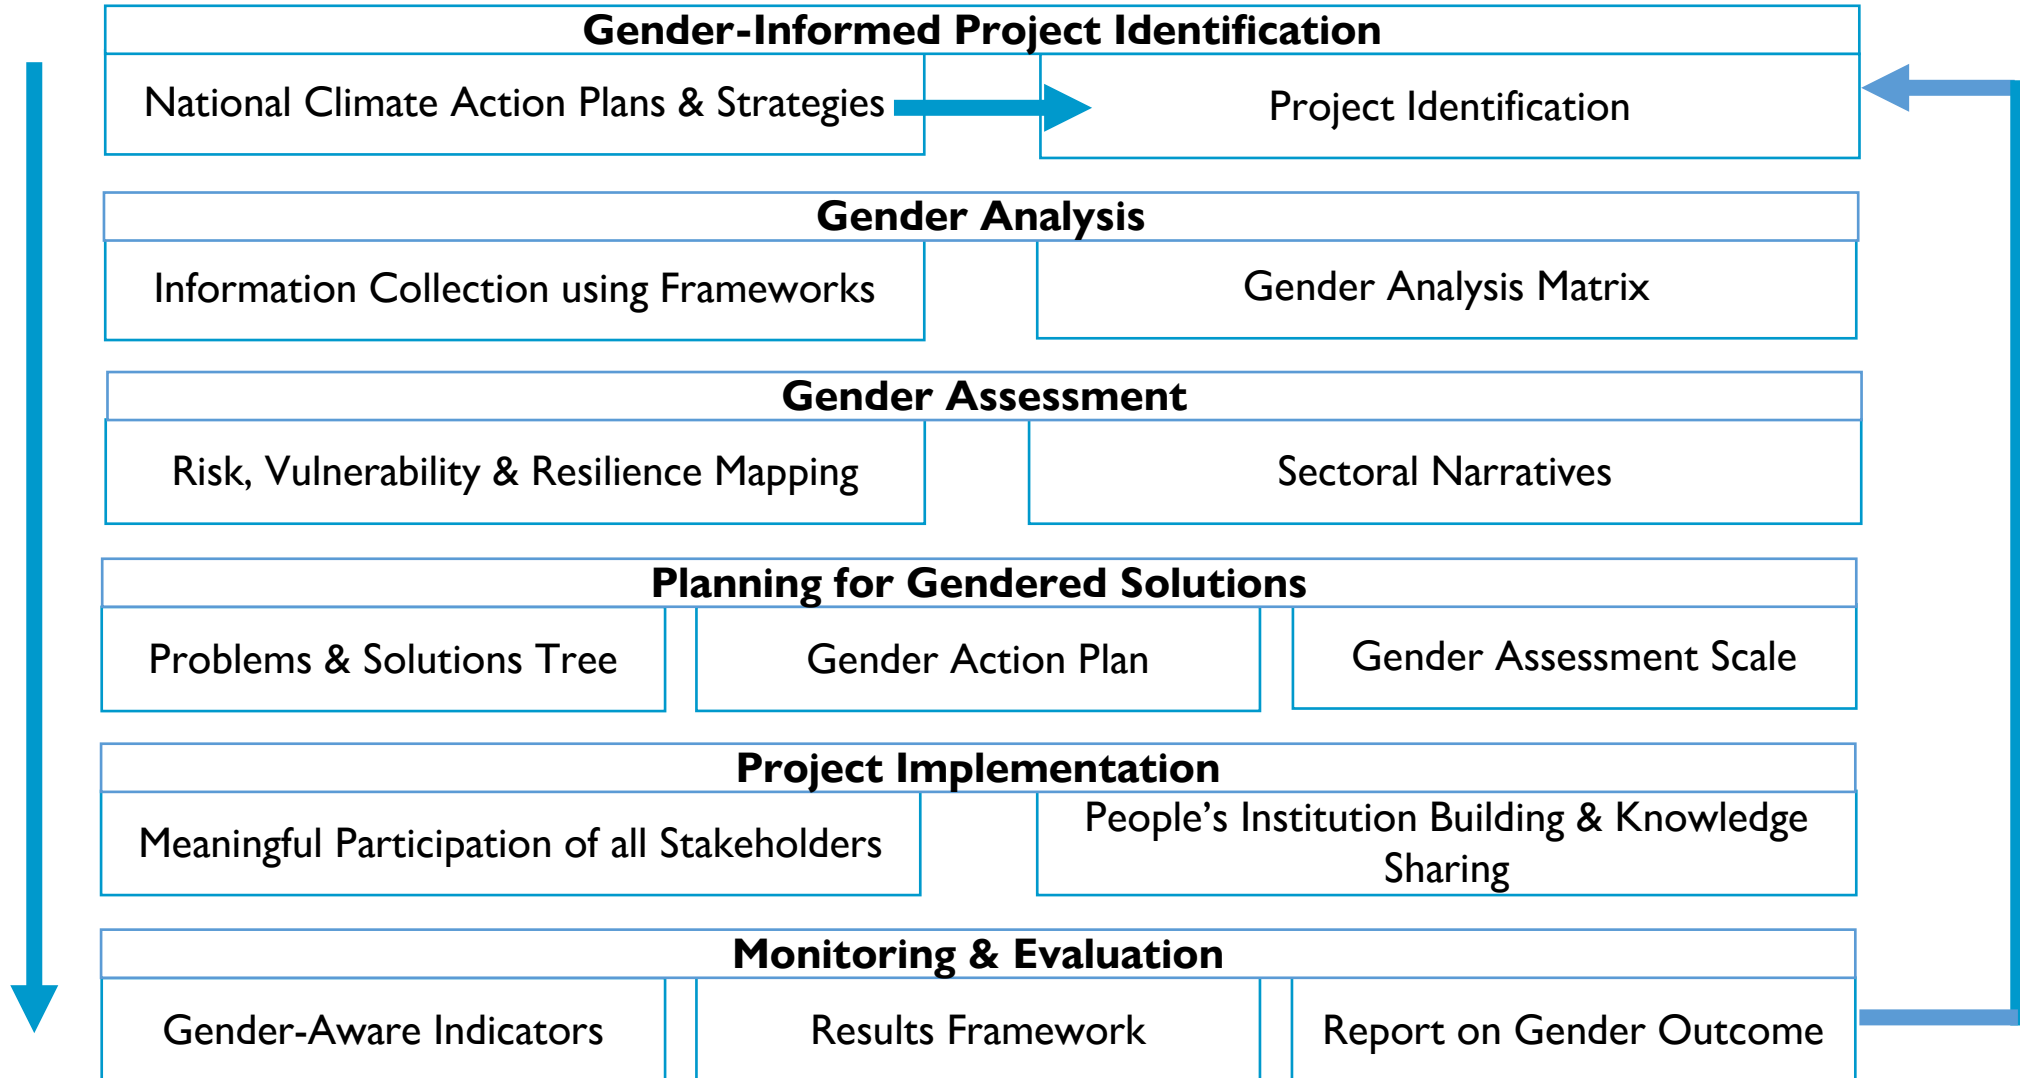 Gender-Informed Project Identification
National Climate Action Plans & Strategies
Project Identification
Gender Analysis
Information Collection using Frameworks
Gender Analysis Matrix
Gender Assessment
Risk, Vulnerability & Resilience Mapping
Sectoral Narratives
Planning for Gendered Solutions
Problems & Solutions Tree
Gender Action Plan
Gender Assessment Scale
Project Implementation
Meaningful Participation of all Stakeholders
People’s Institution Building & Knowledge
Sharing
Monitoring & Evaluation
Gender-Aware Indicators
Results Framework
Report on Gender Outcome